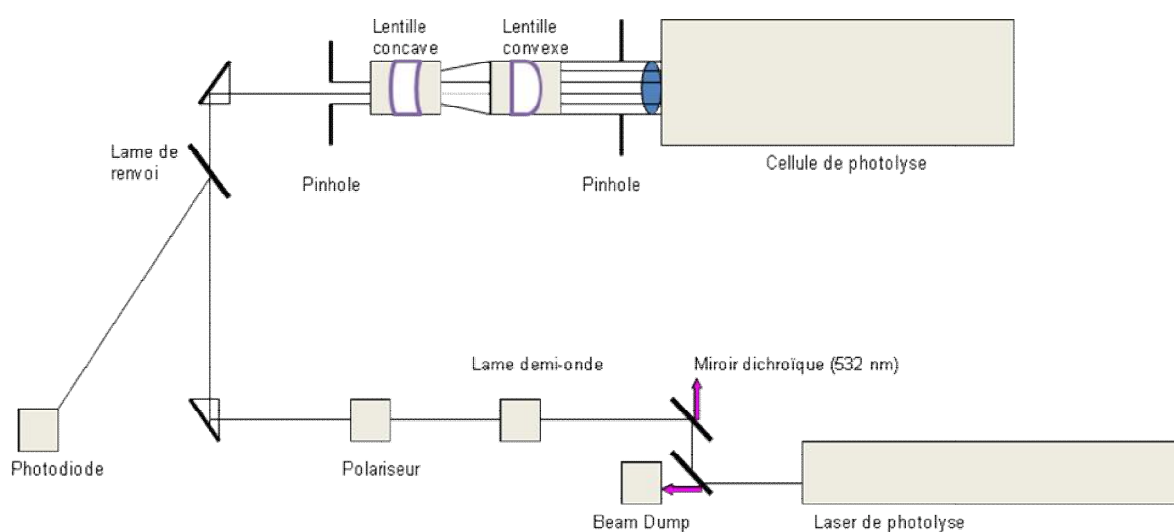 Lentille
concave
Lentille
convexe
Lame de
renvoi
Pinhole
Pinhole
Cellule de photolyse
Lame demi-onde
Miroir dichroïque (532 nm)
Photodiode
Polariseur
Beam Dump
Laser de photolyse